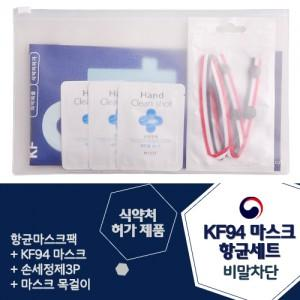 KF
Hand
Clean shot
Hand
Clean shot
Hand
Clean shot
식약처
허가 제품
항균마스크팩
+ KF94 마스크
+ 손세정제3P
+ 마스크 목걸이
KF94 마스크
항균세트
비말차단